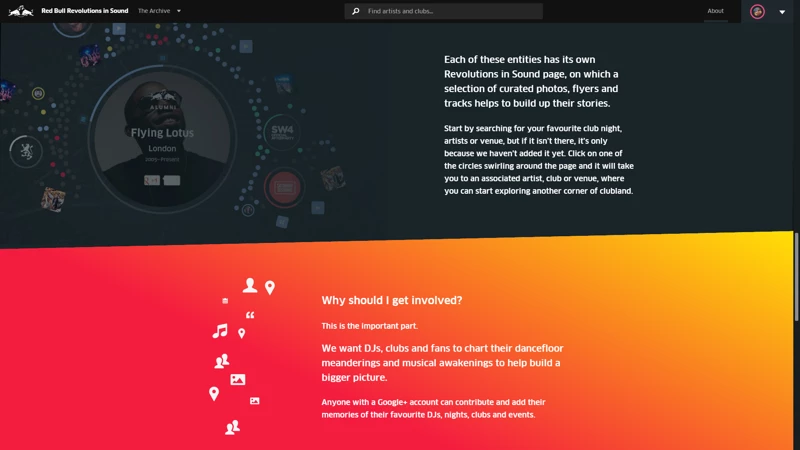 Red Bull Revolutions in Sound
The Archive
Find artists and clubs...
About
Each of these entities has its own
Revolutions in Sound page, on which a
selection of curated photos, flyers and
tracks helps to build up their stories.
Start by searching for your favourite club night,
artists or venue, but if it isn't there, it's only
because we haven't added it yet. Click on one of
the circles swirling around the page and it will take
you to an associated artist, club or venue, where
you can start exploring another corner of clubland.
ALUMNI
Flying Lotus
London
2005-Present
SW4
Why should I get involved?
This is the important part.
We want DJs, clubs and fans to chart their dancefloor
meanderings and musical awakenings to help build a
bigger picture.
Anyone with a Google+ account can contribute and add their
memories of their favourite DJs, nights, clubs and events.